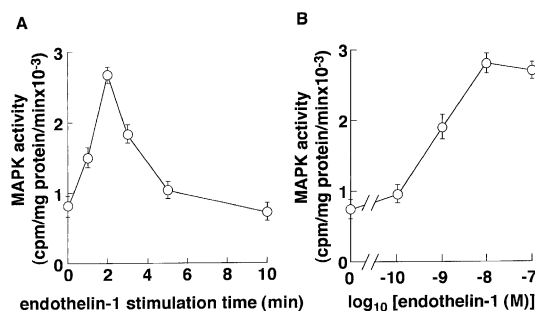 A
MAPK activity
(cpm/mg protein/minx10-3)
3
2
1
0
0 2 4 6 8 10
endothelin-1 stimulation time (min)
B
MAPK activity
(cpm/mg protein/minx10-3)
3
2
1
0
0 -10 -9 -8 -7
log10 [endothelin-1 (M)]